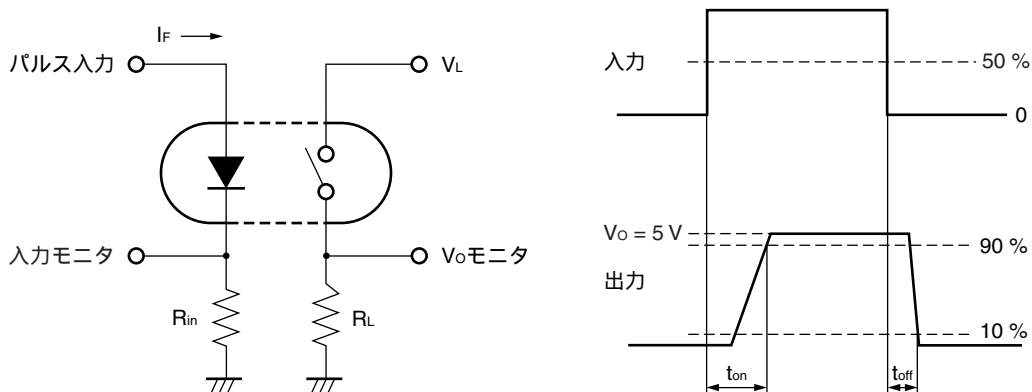 IF
パルス入力
VL
入力モニタ
VOモニタ
Rin
RL
入力
50 %
0
VO = 5 V
90 %
出力
10 %
ton
toff